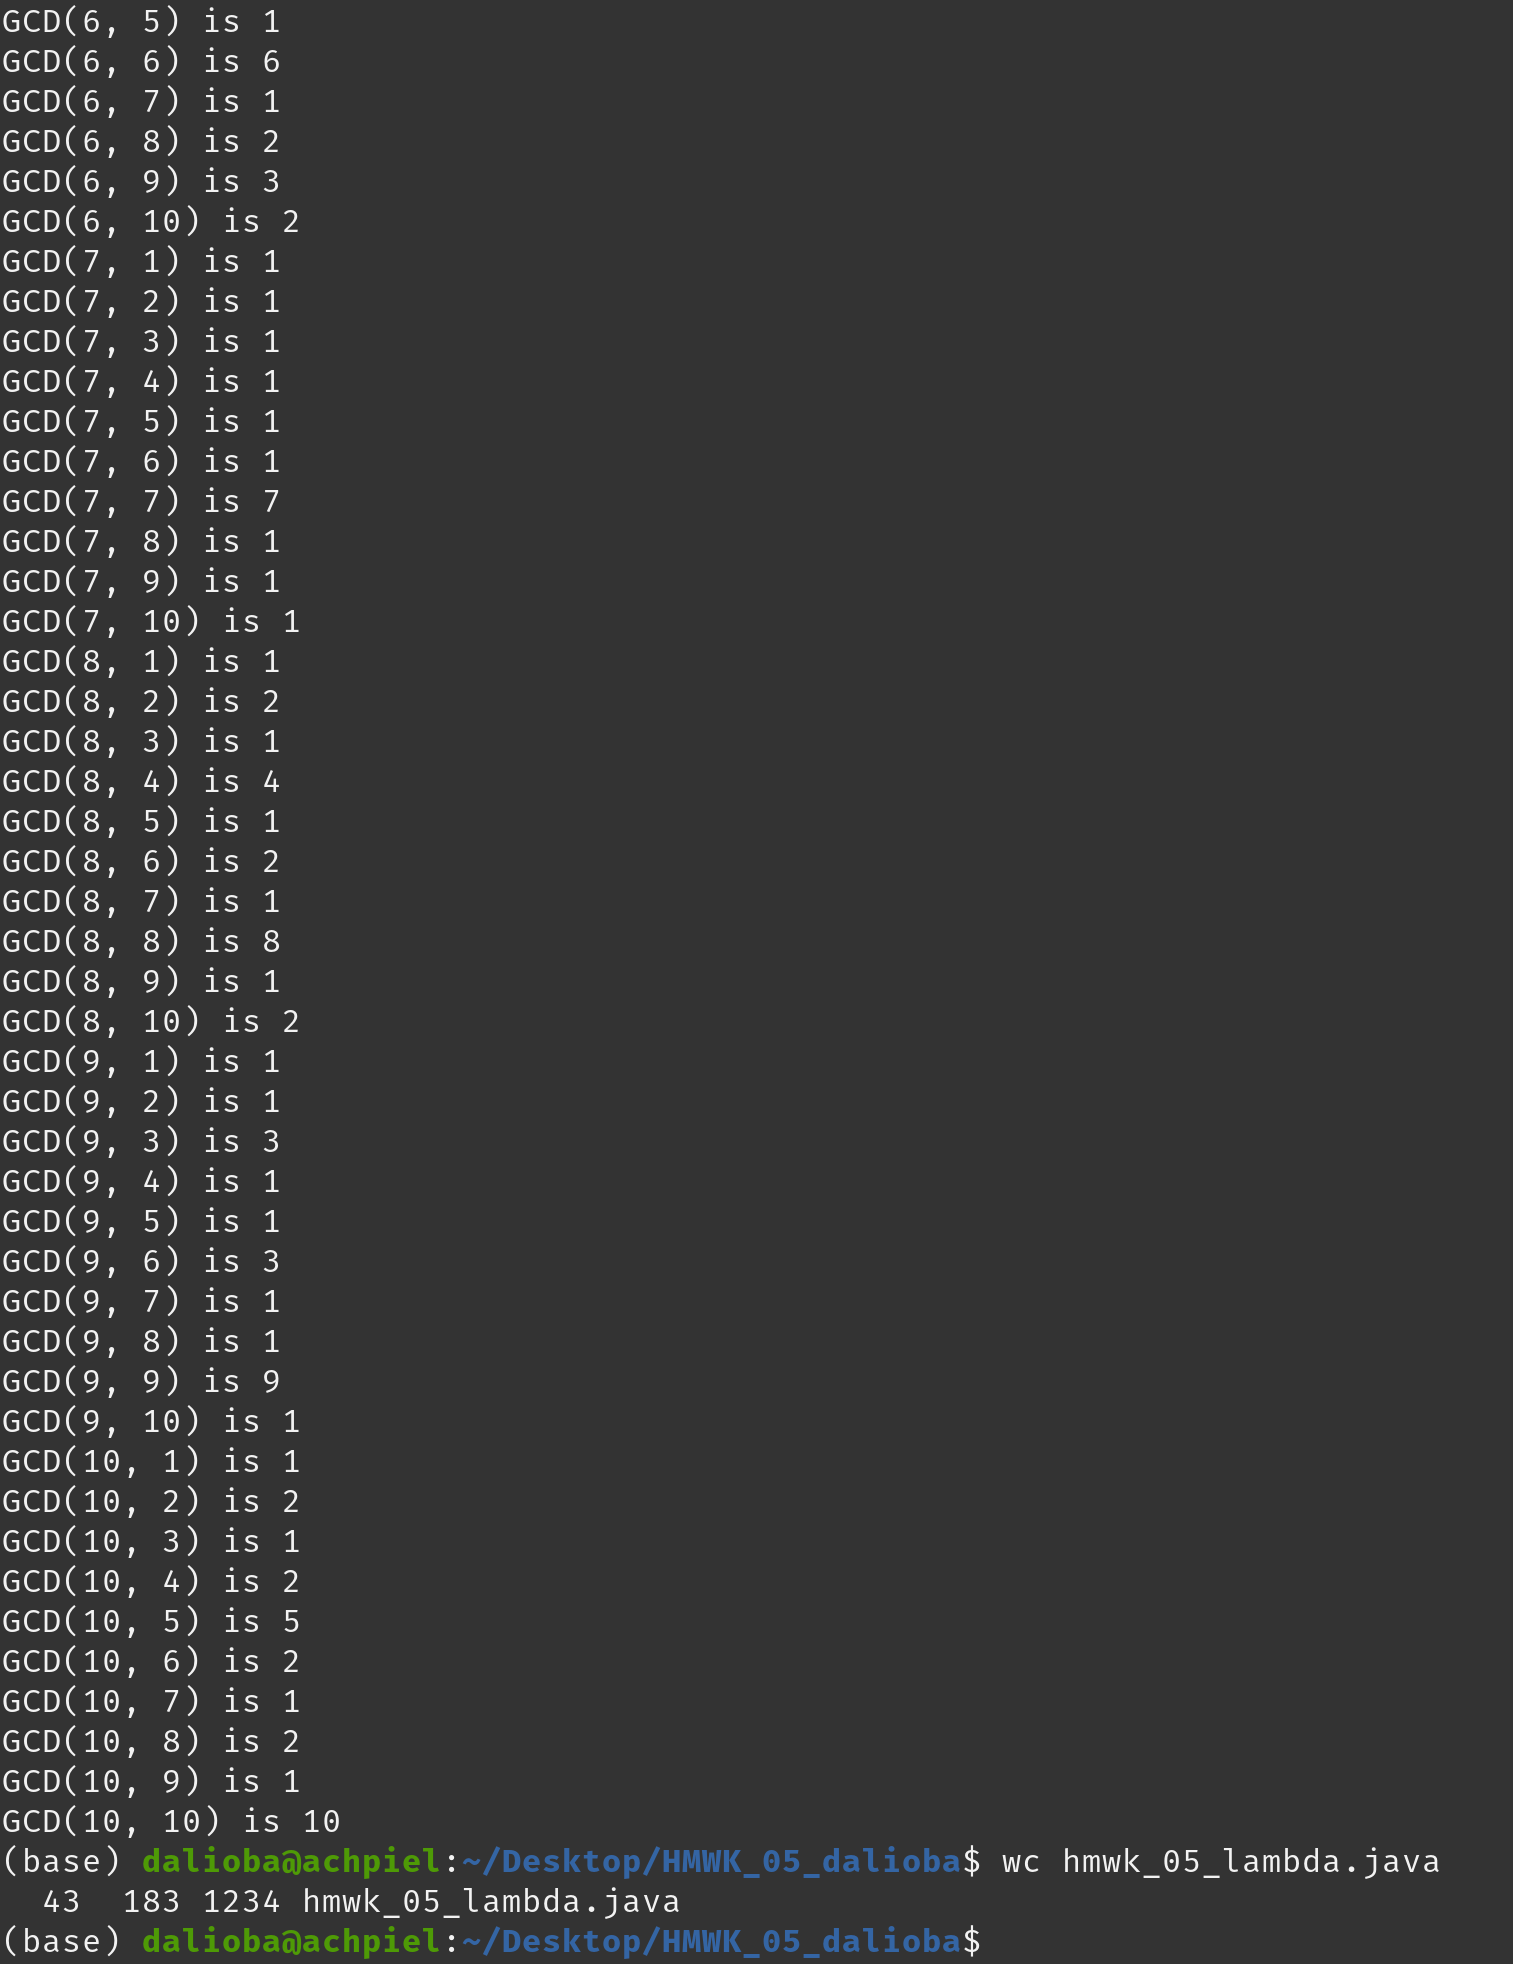 GCD(6, 5) is 1
GCD(6, 6) is 6
GCD(6, 7) is 1
GCD(6, 8) is 2
GCD(6, 9) is 3
GCD(6, 10) is 2
GCD(7, 1) is 1
GCD(7, 2) is 1
GCD(7, 3) is 1
GCD(7, 4) is 1
GCD(7, 5) is 1
GCD(7, 6) is 1
GCD(7, 7) is 7
GCD(7, 8) is 1
GCD(7, 9) is 1
GCD(7, 10) is 1
GCD(8, 1) is 1
GCD(8, 2) is 2
GCD(8, 3) is 1
GCD(8, 4) is 4
GCD(8, 5) is 1
GCD(8, 6) is 2
GCD(8, 7) is 1
GCD(8, 8) is 8
GCD(8, 9) is 1
GCD(8, 10) is 2
GCD(9, 1) is 1
GCD(9, 2) is 1
GCD(9, 3) is 3
GCD(9, 4) is 1
GCD(9, 5) is 1
GCD(9, 6) is 3
GCD(9, 7) is 1
GCD(9, 8) is 1
GCD(9, 9) is 9
GCD(9, 10) is 1
GCD(10, 1) is 1
GCD(10, 2) is 2
GCD(10, 3) is 1
GCD(10, 4) is 2
GCD(10, 5) is 5
GCD(10, 6) is 2
GCD(10, 7) is 1
GCD(10, 8) is 2
GCD(10, 9) is 1
GCD(10, 10) is 10
(base) dalioba@achpiel:~/Desktop/HMWK_05_dalioba$ wc hmwk_05_lambda.java
  43  183 1234 hmwk_05_lambda.java
(base) dalioba@achpiel:~/Desktop/HMWK_05_dalioba$